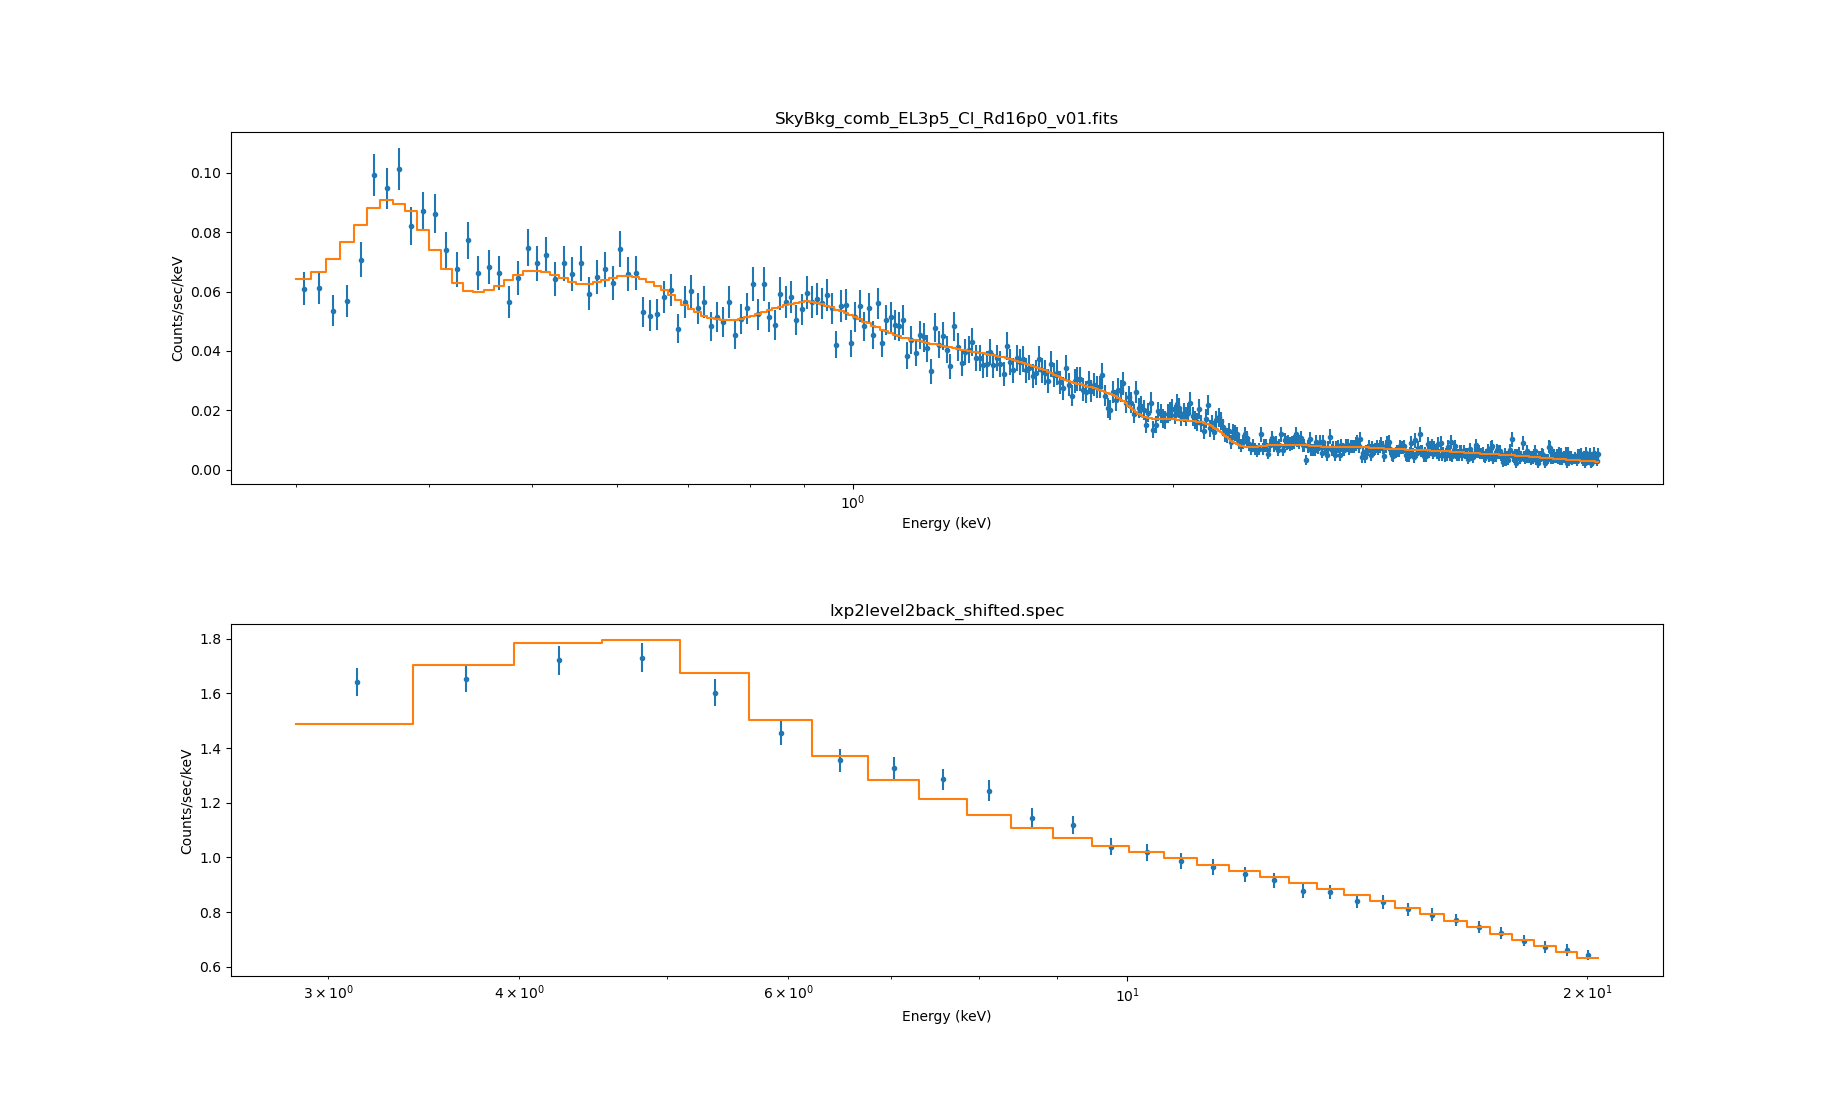 SkyBkg_comb_EL3p5_Cl_Rd16p0_v01.fits
0.10
0.08
0.06
0.04
0.02
0.00
Counts/sec/keV
10⁰
Energy (keV)
lxp2level2back_shifted.spec
1.8
1.6
1.4
1.2
1.0
0.8
0.6
Counts/sec/keV
3 × 10⁰ 4 × 10⁰ 6 × 10⁰ 10¹ 2 × 10¹
Energy (keV)